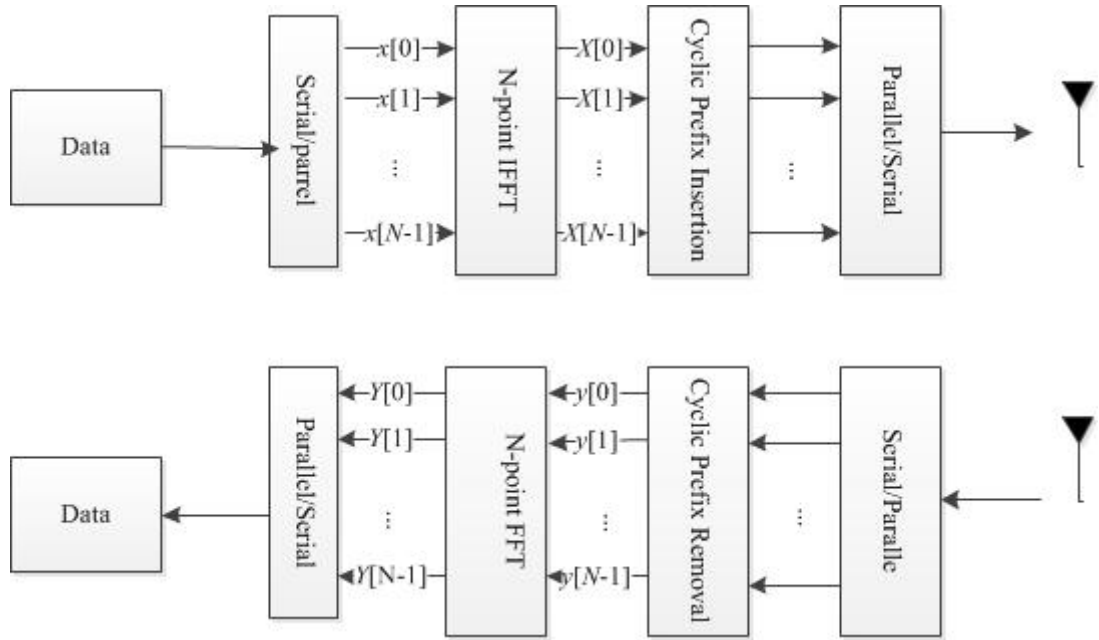 Data
Serial/parrel
x[0]
x[1]
...
x[N-1]
N-point IFFT
X[0]
X[1]
...
X[N-1]
Cyclic Prefix Insertion
...
Parallel/Serial
Data
Parallel/Serial
Y[0]
Y[1]
...
Y[N-1]
N-point FFT
y[0]
y[1]
...
y[N-1]
Cyclic Prefix Removal
...
Serial/Paralle